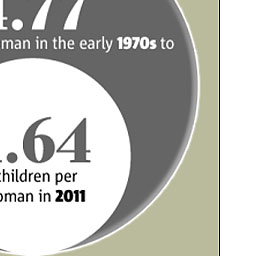 .77
man in the early 1970s to
.64
children per
oman in 2011